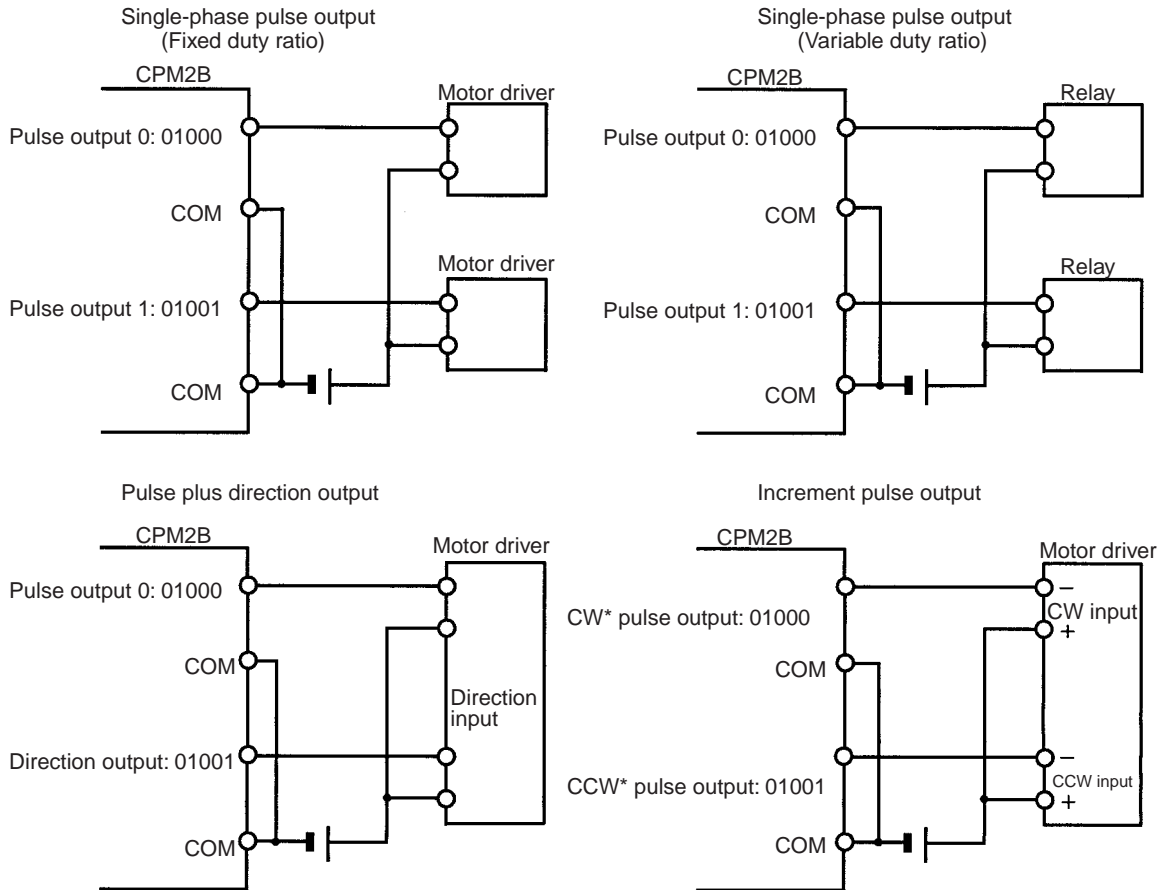 Single-phase pulse output
(Fixed duty ratio)
CPM2B
Motor driver
Pulse output 0: 01000
COM
Motor driver
Pulse output 1: 01001
COM
Single-phase pulse output
(Variable duty ratio)
CPM2B
Relay
Pulse output 0: 01000
COM
Relay
Pulse output 1: 01001
COM
Pulse plus direction output
CPM2B
Motor driver
Pulse output 0: 01000
COM
Direction
input
Direction output: 01001
COM
Increment pulse output
CPM2B
Motor driver
–
CW* pulse output: 01000
CW input
+
COM
–
CCW* pulse output: 01001
CCW input
+
COM